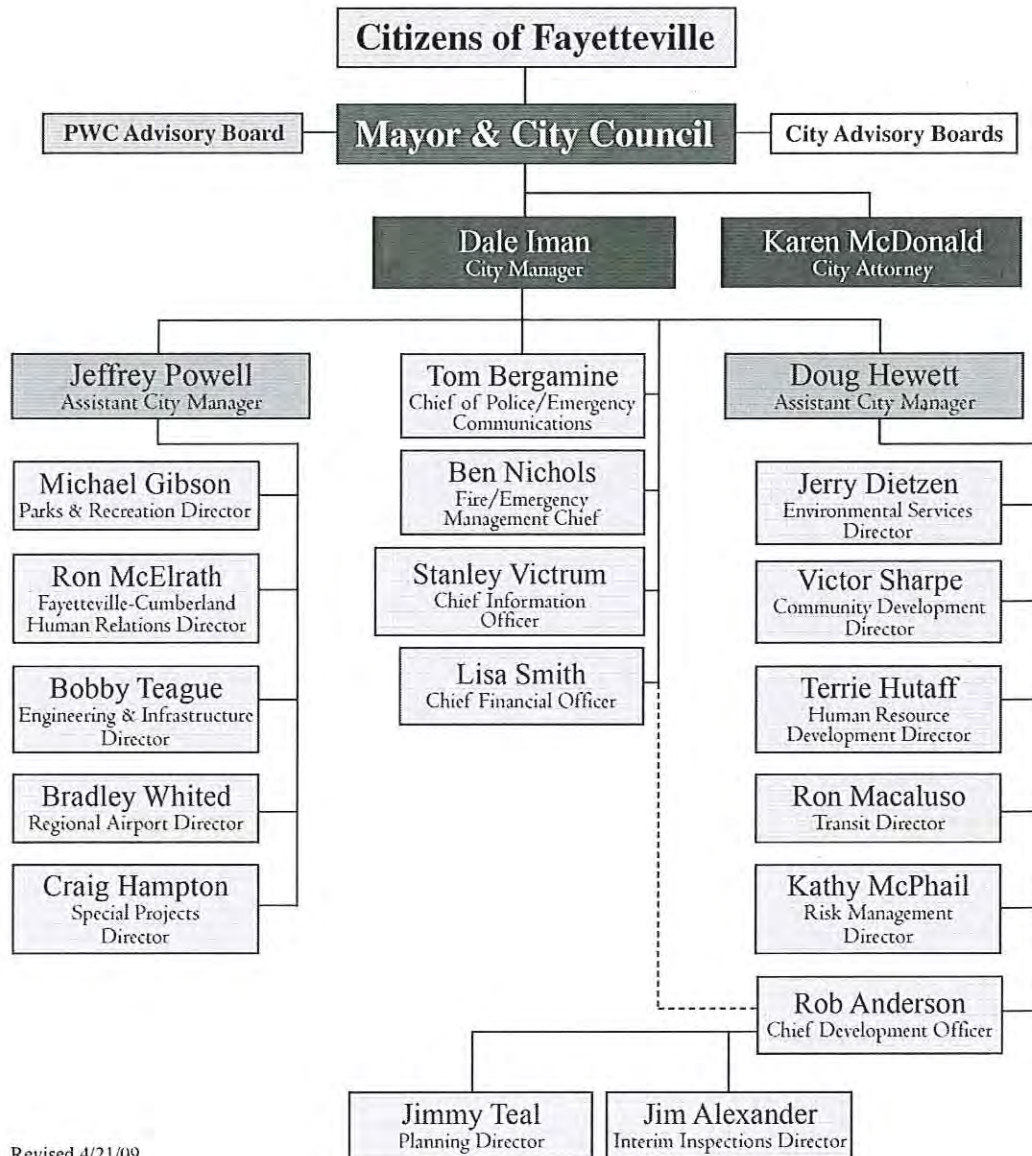 Citizens of Fayetteville
PWC Advisory Board
Mayor & City Council
City Advisory Boards
Dale Iman
City Manager
Karen McDonald
City Attorney
Jeffrey Powell
Assistant City Manager
Michael Gibson
Parks & Recreation Director
Ron McElrath
Fayetteville-Cumberland
Human Relations Director
Bobby Teague
Engineering & Infrastructure
Director
Bradley Whited
Regional Airport Director
Craig Hampton
Special Projects
Director
Tom Bergamine
Chief of Police/Emergency
Communications
Ben Nichols
Fire/Emergency
Management Chief
Stanley Victrum
Chief Information
Officer
Lisa Smith
Chief Financial Officer
Doug Hewett
Assistant City Manager
Jerry Dietzen
Environmental Services
Director
Victor Sharpe
Community Development
Director
Terrie Hutaff
Human Resource
Development Director
Ron Macaluso
Transit Director
Kathy McPhail
Risk Management
Director
Rob Anderson
Chief Development Officer
Jimmy Teal
Planning Director
Jim Alexander
Interim Inspections Director
Revised 4/21/09